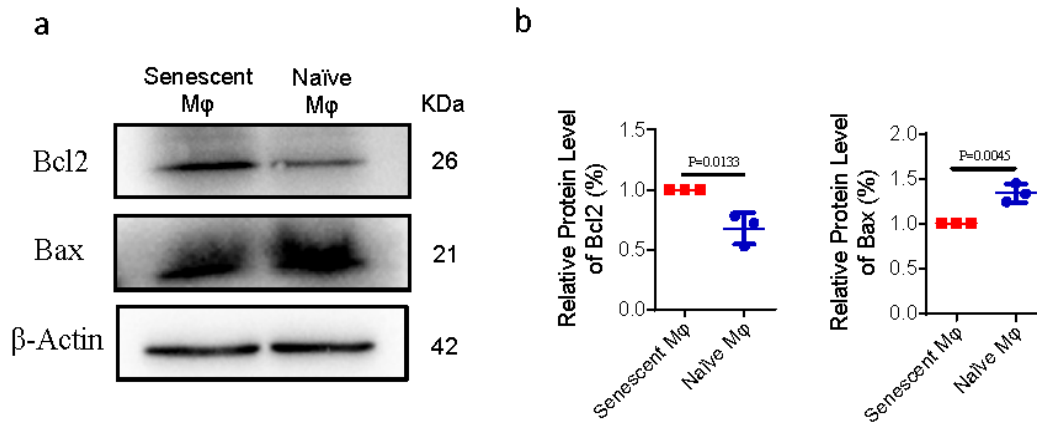 a
Senescent
Mφ
Naïve
Mφ
KDa
Bcl2
26
Bax
21
β-Actin
42
b
Relative Protein Level
of Bcl2 (%)
1.5
1.0
0.5
0.0
P=0.0133
Senescent Mφ
Naïve Mφ
Relative Protein Level
of Bax (%)
2.0
1.5
1.0
0.5
0.0
P=0.0045
Senescent Mφ
Naïve Mφ